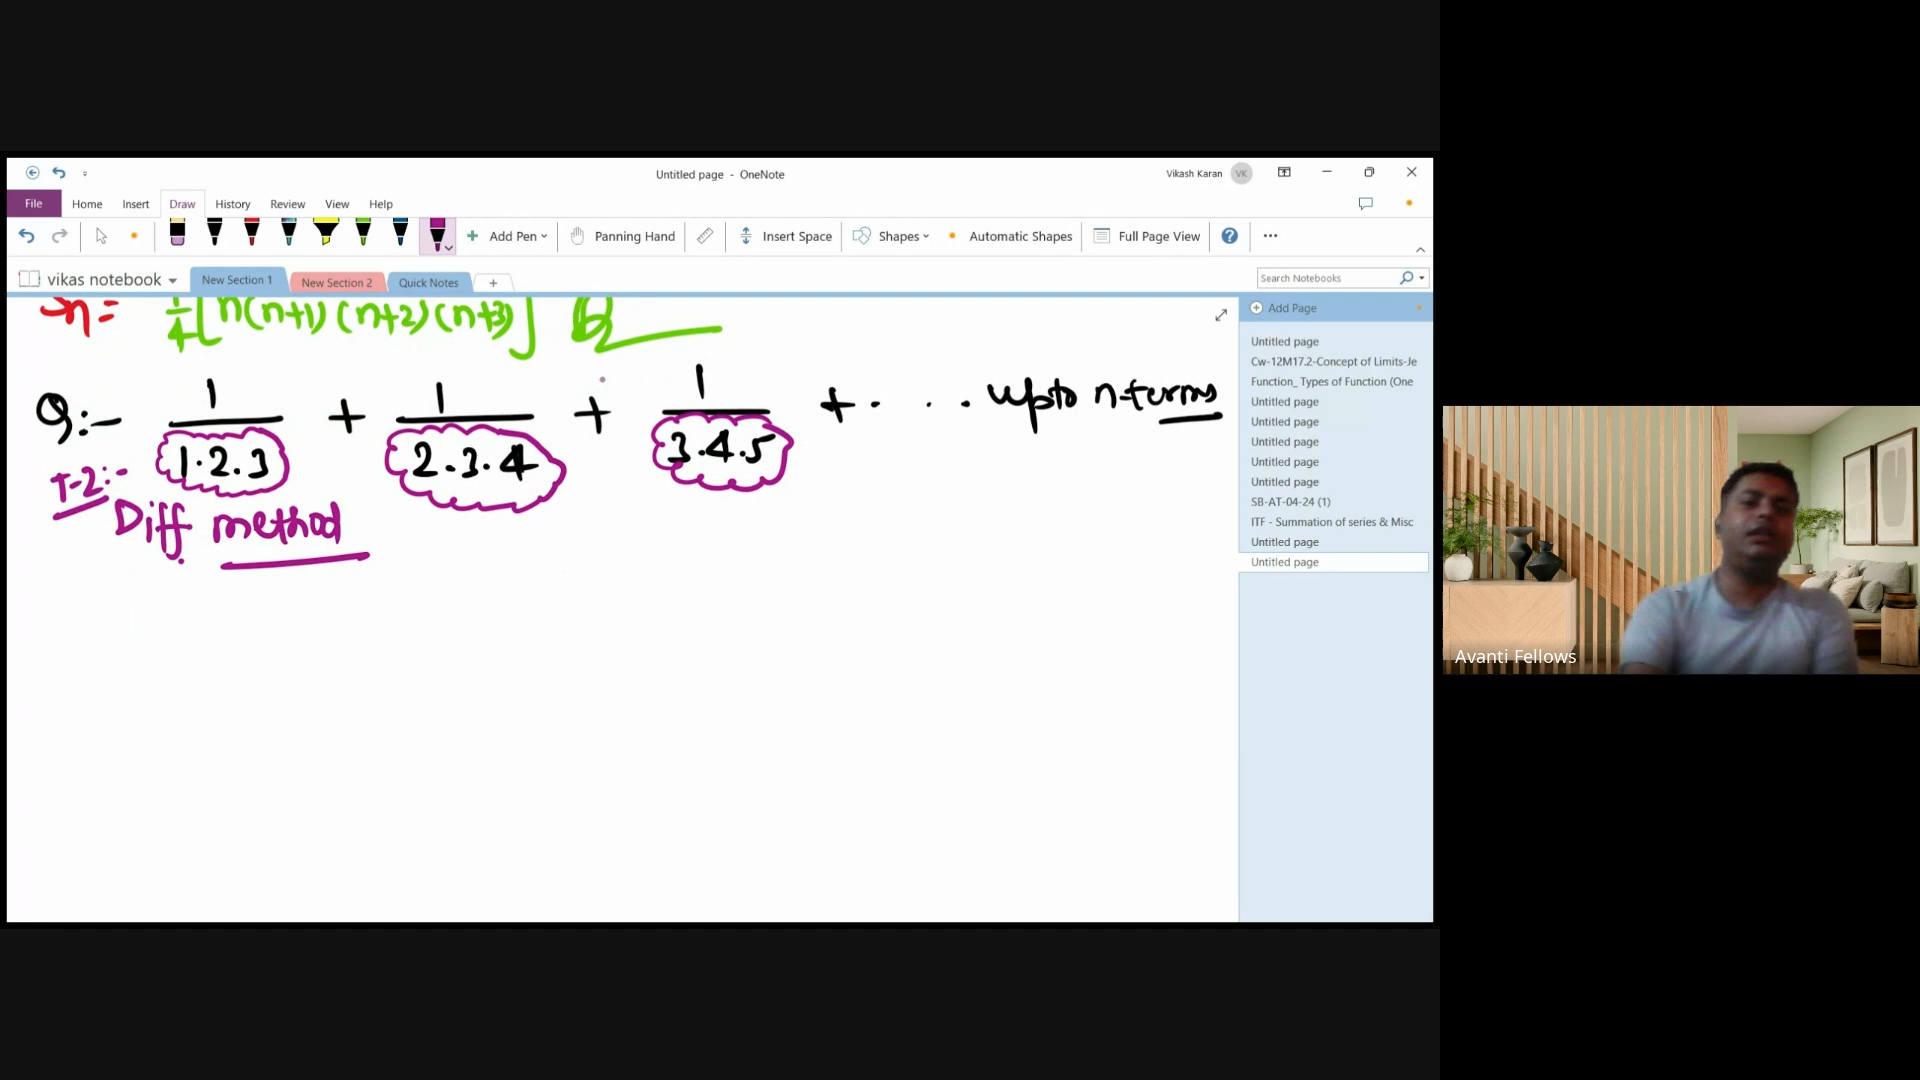 Untitled page - OneNote
Vikash Karan VK
File Home Insert Draw History Review View Help
Add Pen Panning Hand Insert Space Shapes Automatic Shapes Full Page View ? ...
vikas notebook New Section 1 New Section 2 Quick Notes + Search Notebooks
Sn = 1/4 [n(n+1)(n+2)(n+3)]
Q:- 1/1·2·3 + 1/2·3·4 + 1/3·4·5 + · · · upto n terms
T-2:-
Diff method
Add Page
Untitled page
Cw-12M17.2-Concept of Limits-Je
Function_ Types of Function (One
Untitled page
Untitled page
Untitled page
Untitled page
Untitled page
SB-AT-04-24 (1)
ITF - Summation of series & Misc
Untitled page
Untitled page
Avanti Fellows